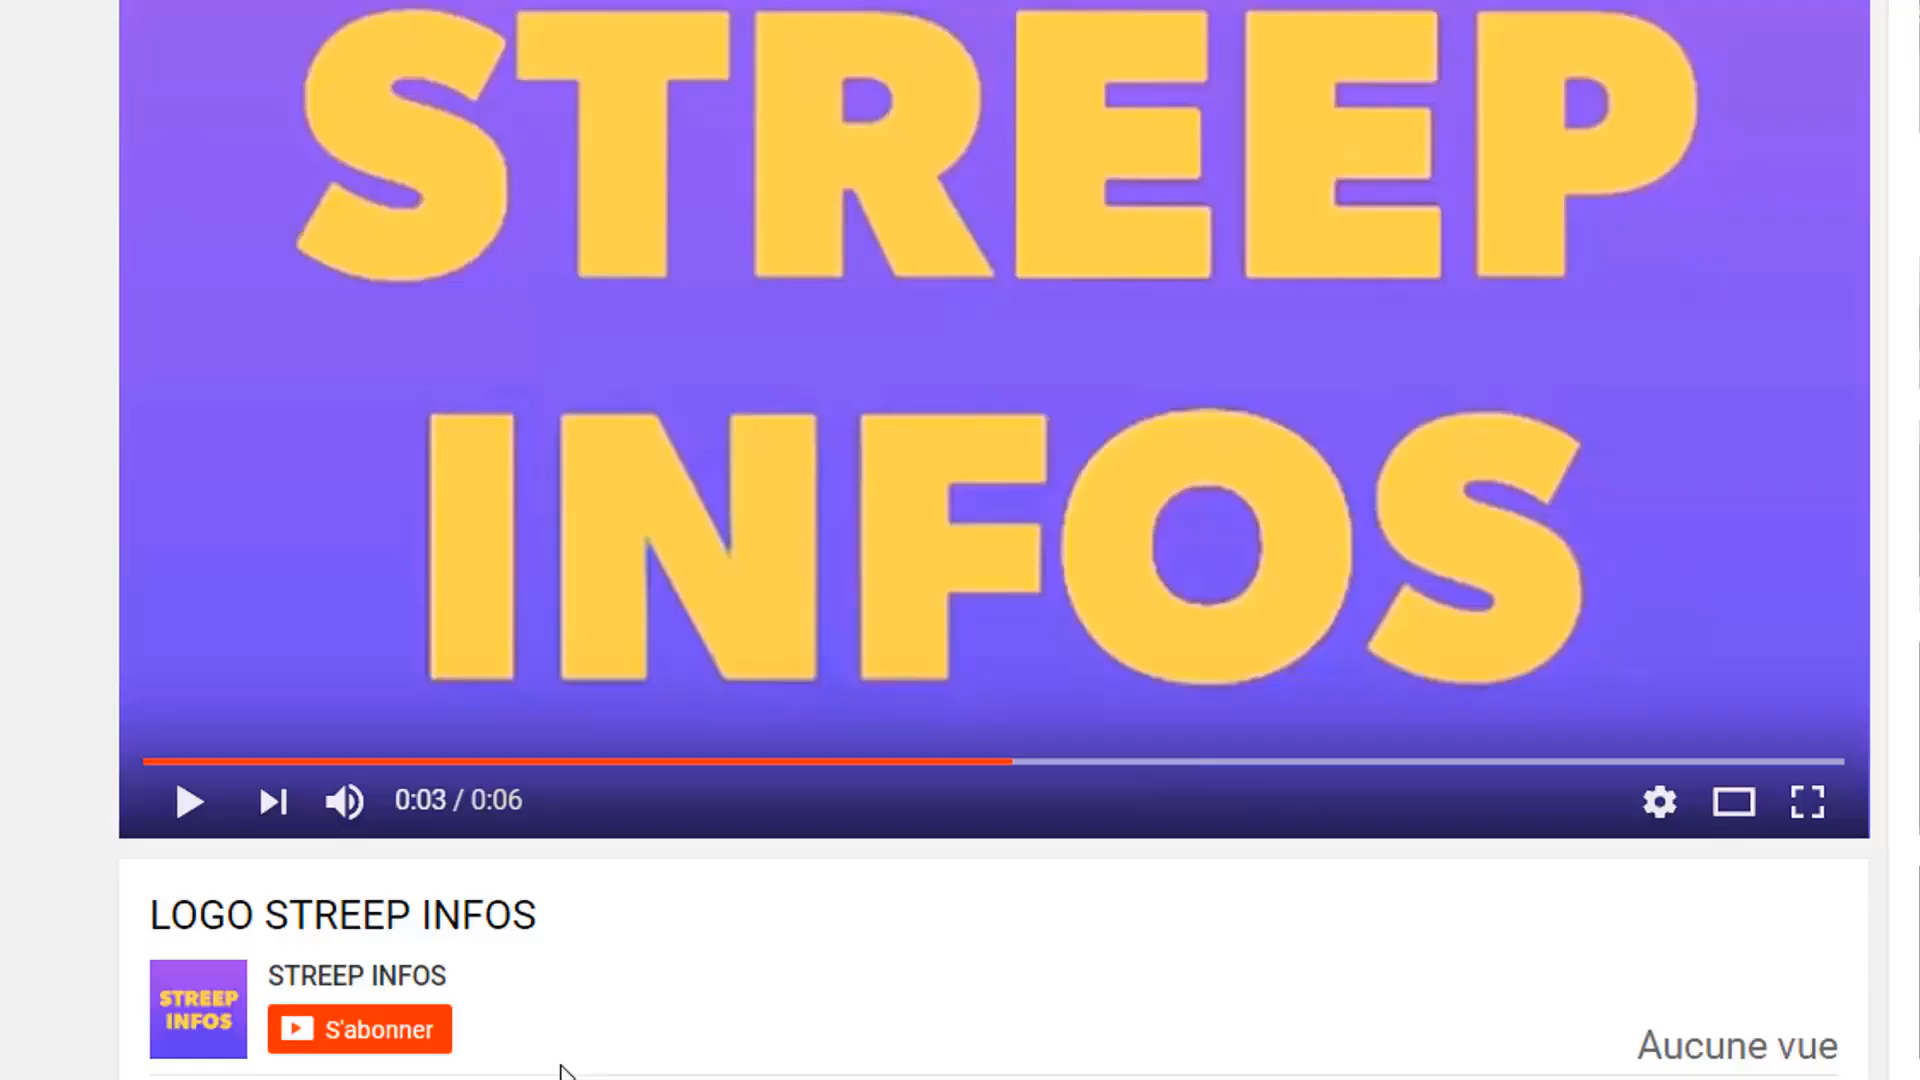 STREEP
INFOS
0:03 / 0:06
LOGO STREEP INFOS
STREEP INFOS
STREEP
INFOS
S'abonner
Aucune vue